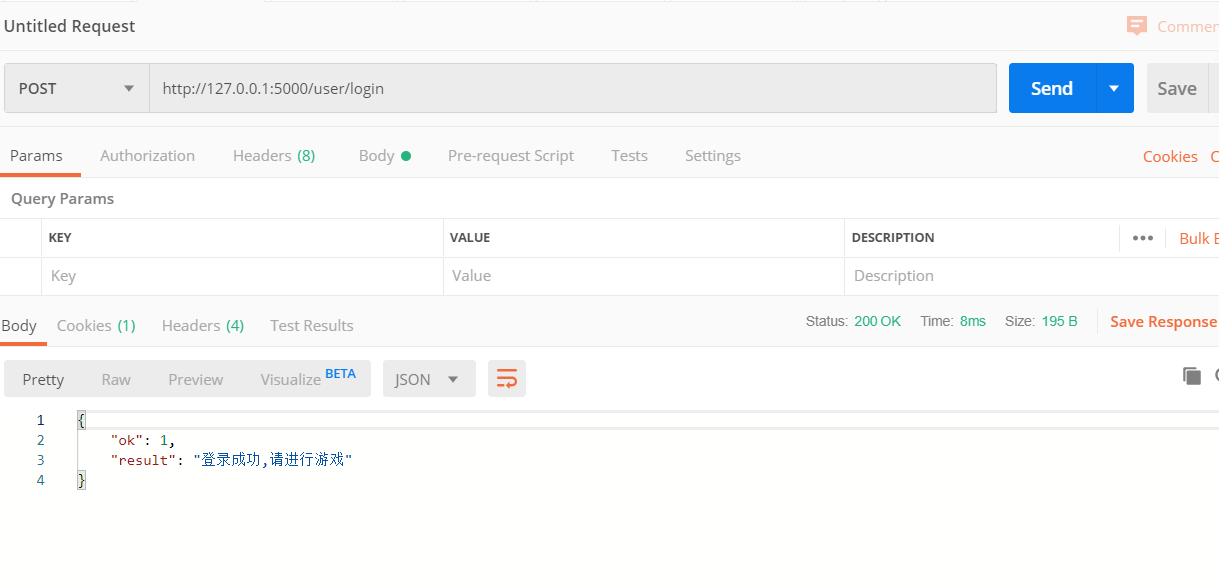 Untitled Request
Commen
POST http://127.0.0.1:5000/user/login Send Save
Params Authorization Headers (8) Body Pre-request Script Tests Settings Cookies C
Query Params
KEY VALUE DESCRIPTION ••• Bulk E
Key Value Description
Body Cookies (1) Headers (4) Test Results Status: 200 OK Time: 8ms Size: 195 B Save Response
Pretty Raw Preview Visualize BETA JSON
1 {
2 "ok": 1,
3 "result": "登录成功,请进行游戏"
4 }